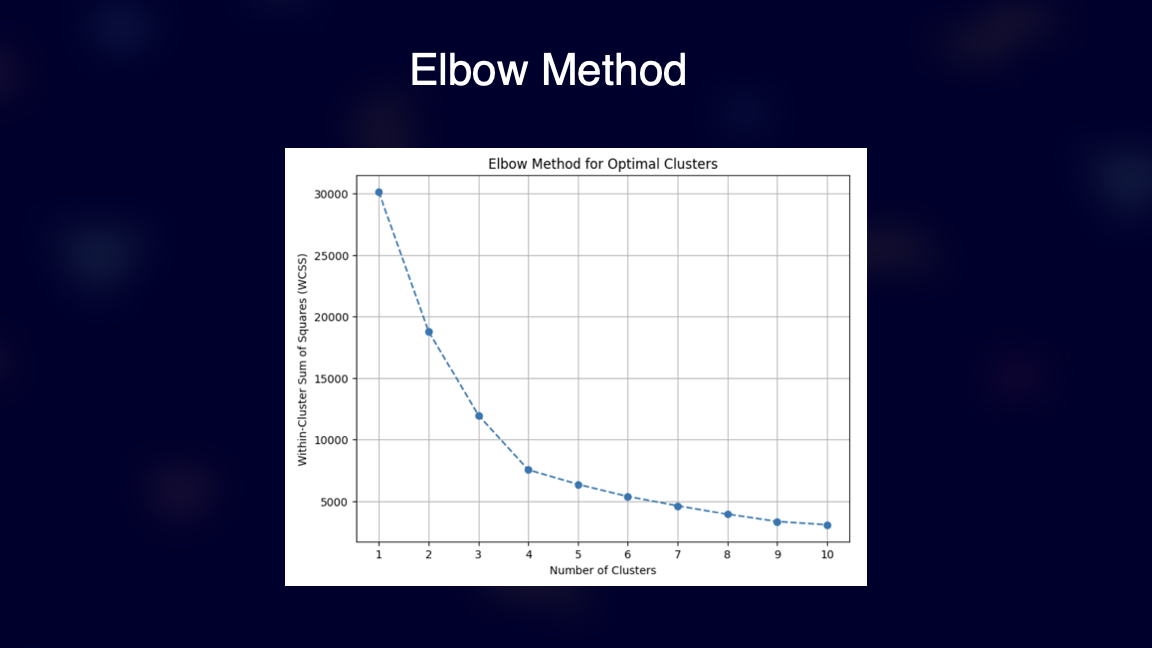 Elbow Method
Elbow Method for Optimal Clusters
Within-Cluster Sum of Squares (WCSS)
30000
25000
20000
15000
10000
5000
1 2 3 4 5 6 7 8 9 10
Number of Clusters